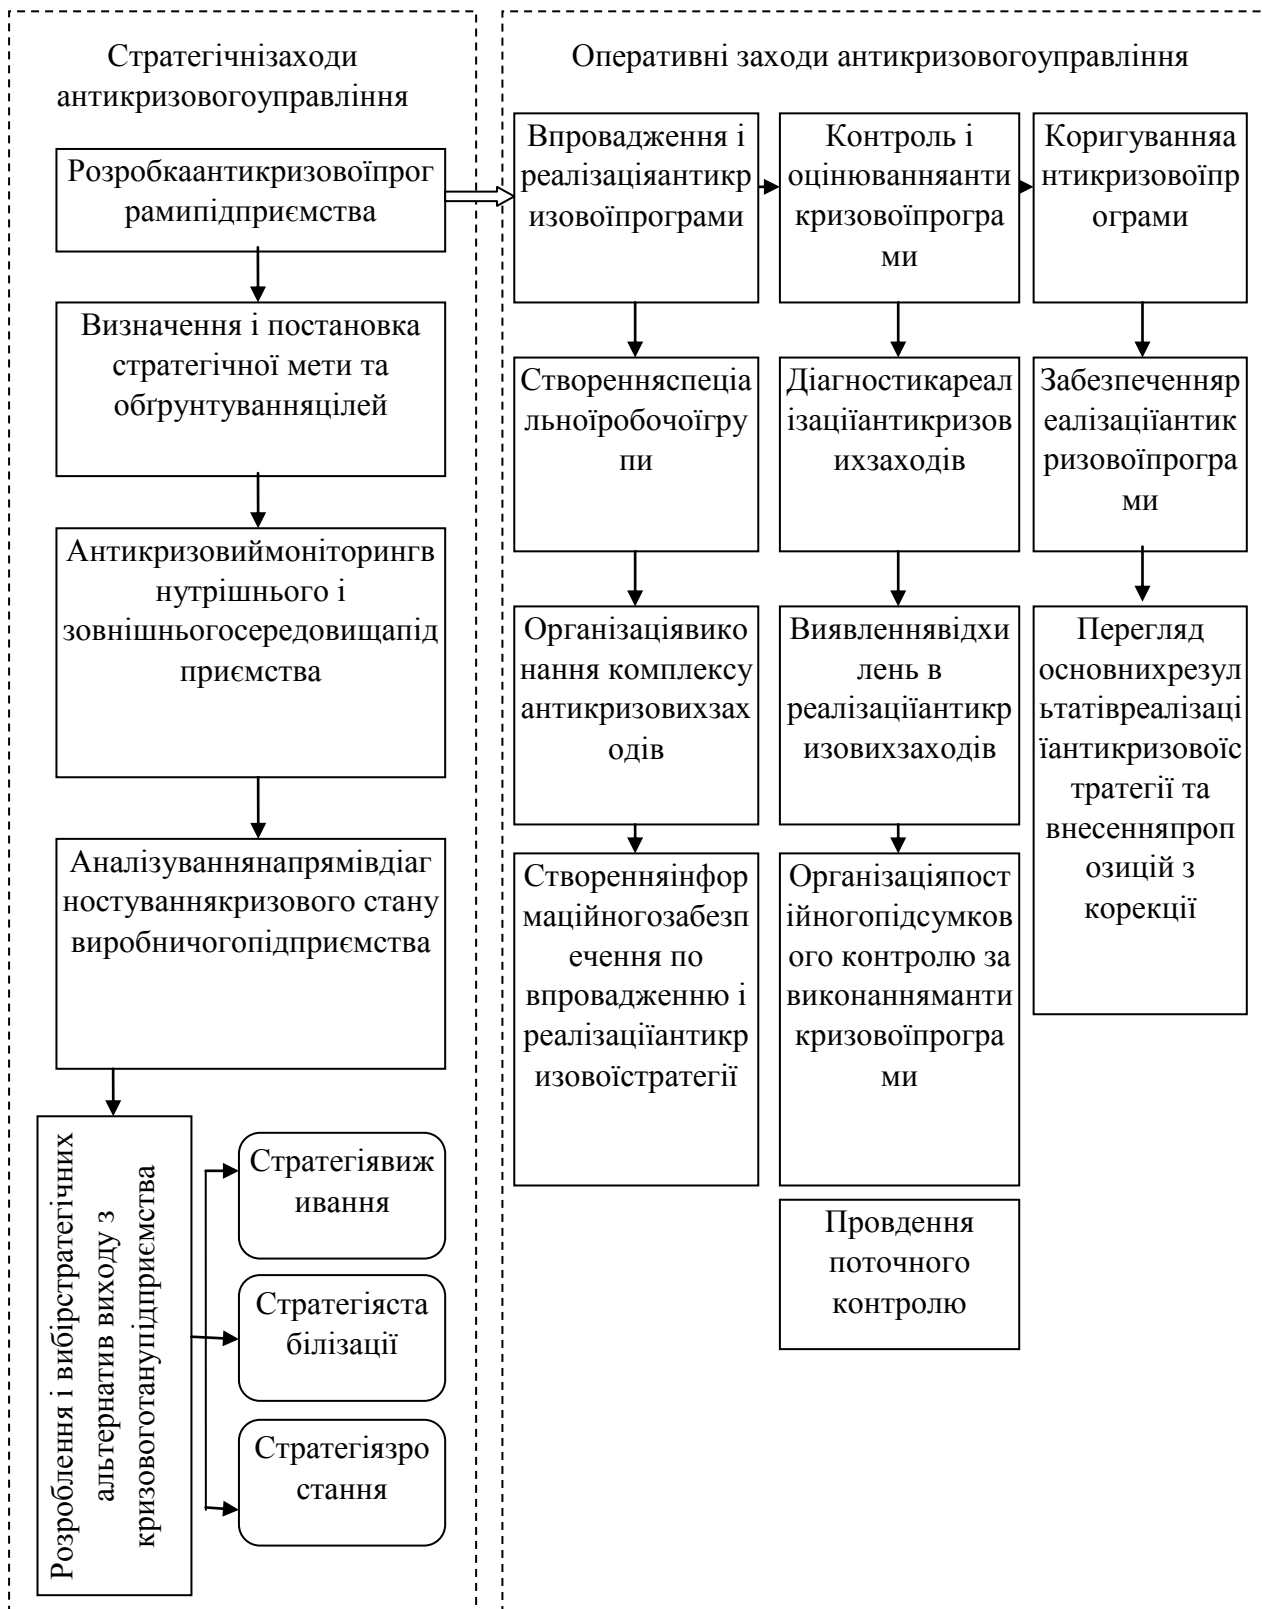 Стратегічнізаходи
антикризовогоуправління
Розробкаантикризовоїпрог
рамипідприємства
Визначення і постановка
стратегічної мети та
обґрунтуванняцілей
Антикризовиймоніторингв
нутрішнього і
зовнішньогосередовищапід
приємства
Аналізуваннянапрямівдіаг
ностуваннякризового стану
виробничогопідприємства
Розроблення і вибірстратегічних
альтернатив виходу з
кризовоготанупідприємства
Стратегіявиж
ивання
Стратегіяста
білізації
Стратегіязро
стання
Оперативні заходи антикризовогоуправління
Впровадження і
реалізаціяантикр
изовоїпрограми
Створенняспеціа
льноїробочоїгру
пи
Організаціявико
нання комплексу
антикризовихзах
одів
Створенняінфор
маційногозабезп
ечення по
впровадженню і
реалізаціїантикр
изовоїстратегії
Контроль і
оцінюванняанти
кризовоїпрогра
ми
Діагностикареал
ізаціїантикризов
ихзаходів
Виявленнявідхи
лень в
реалізаціїантикр
изовихзаходів
Організаціяпост
ійногопідсумков
ого контролю за
виконаннямanти
кризовоїпрогра
ми
Провдення
поточного
контролю
Коригуванняа
нтикризовоїпр
ограми
Забезпеченняр
еалізаціїантик
ризовоїпрогра
ми
Перегляд
основнихрезул
ьтатівреалізаці
їантикризовоїс
тратегії та
внесенняпроп
озицій з
корекції